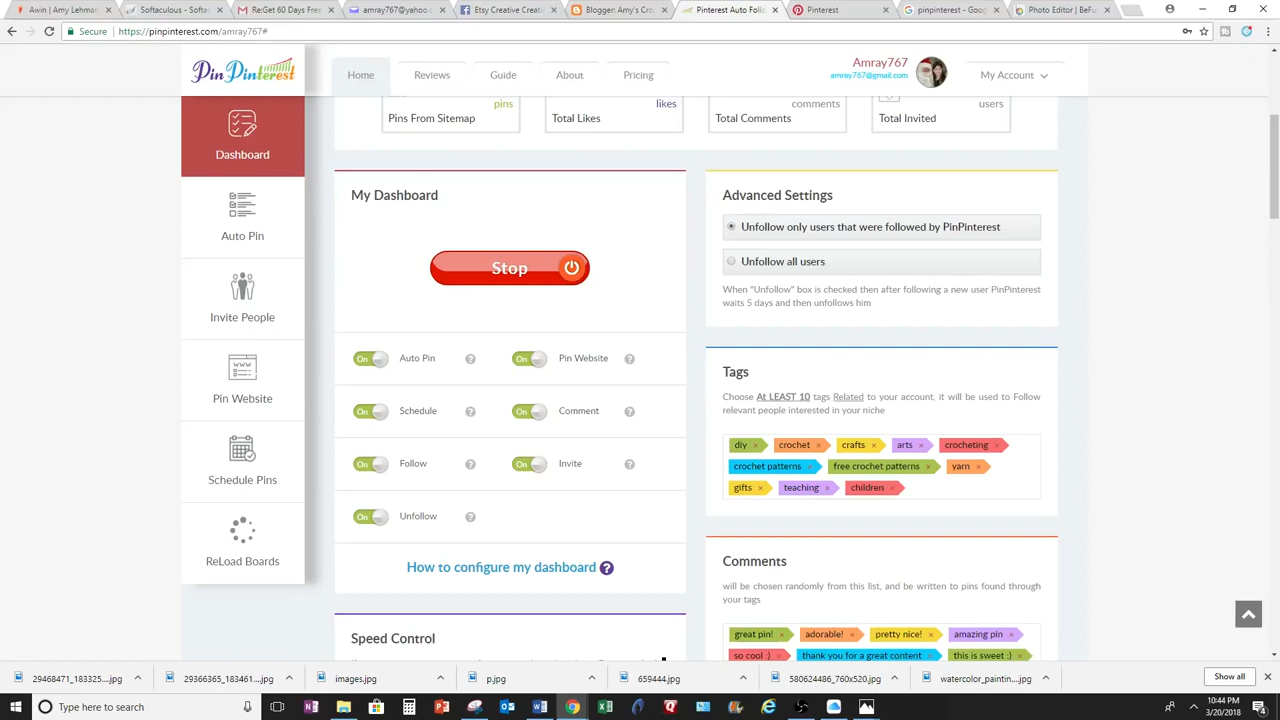 Awin | Amy Lehman
Softaculous - Softac
ReGet 60 Days Free
amray767@yahoo.c
Etsy Creative Creatio
Blogger: Amy's Cro
Pinterest Auto Follo
Pinterest
pinpinterest - Goog
Photo Editor | BeFu
Secure https://pinpinterest.com/amray767#
PinPinterest
Home
Reviews
Guide
About
Pricing
Amray767
amray767@gmail.com
My Account
pins
Pins From Sitemap
likes
Total Likes
comments
Total Comments
users
Total Invited
Dashboard
Auto Pin
Invite People
Pin Website
Schedule Pins
ReLoad Boards
My Dashboard
Stop
On Auto Pin ?
On Pin Website ?
On Schedule ?
On Comment ?
On Follow ?
On Invite ?
On Unfollow ?
How to configure my dashboard ?
Speed Control
Advanced Settings
Unfollow only users that were followed by PinPinterest
Unfollow all users
When "Unfollow" box is checked then after following a new user PinPinterest
waits 5 days and then unfollows him
Tags
Choose At LEAST 10 tags Related to your account, it will be used to Follow
relevant people interested in your niche
diy × crochet × crafts × arts × crocheting ×
crochet patterns × free crochet patterns × yarn ×
gifts × teaching × children ×
Comments
will be chosen randomly from this list, and be written to pins found through
your tags
great pin! × adorable! × pretty nice! × amazing pin ×
so cool :) × thank you for a great content × this is sweet :) ×
29468471_183325....jpg
29366365_183461....jpg
images.jpg
p.jpg
659444.jpg
580624486_760x520.jpg
watercolor_paintin....jpg
Show all
Type here to search
10:44 PM
3/20/2018